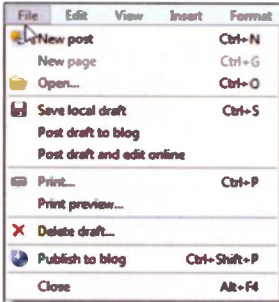 File Edit View Insert Format
New post Ctrl+N
New page Ctrl+G
Open... Ctrl+O
Save local draft Ctrl+S
Post draft to blog
Post draft and edit online
Print... Ctrl+P
Print preview...
Delete draft...
Publish to blog Ctrl+Shift+P
Close Alt+F4